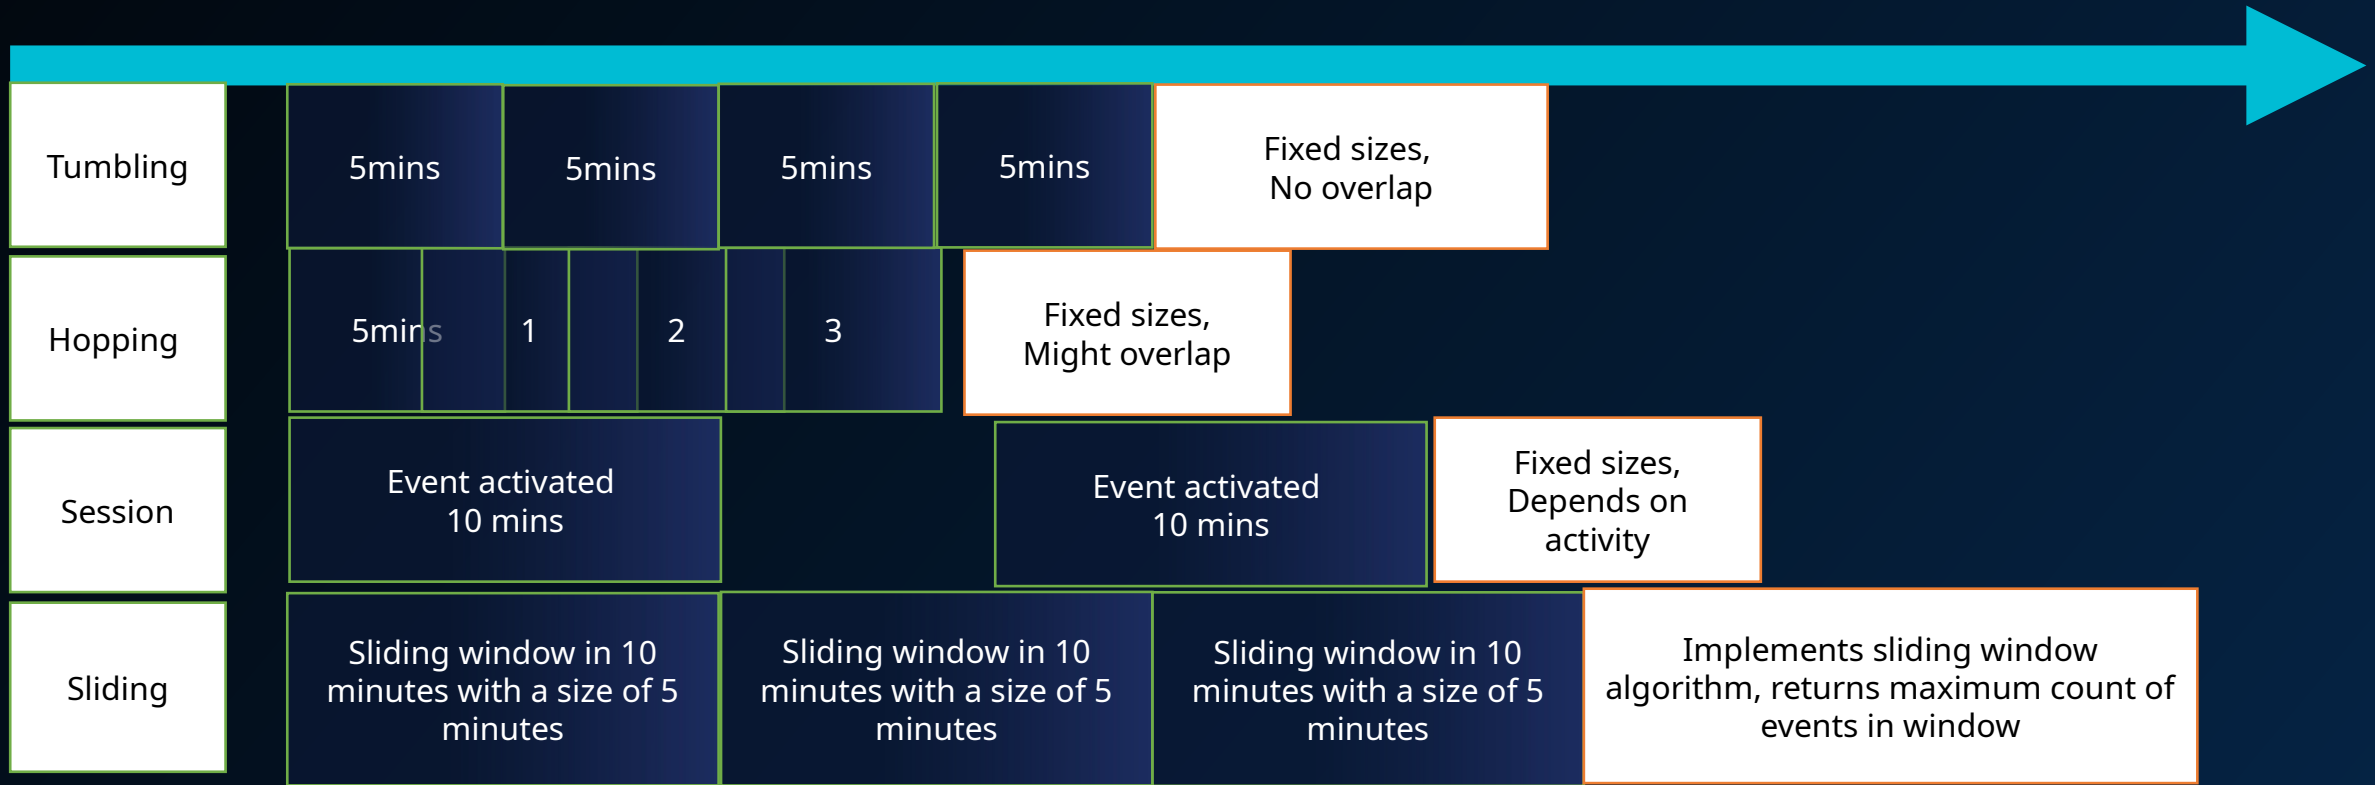 Tumbling
5mins
5mins
5mins
5mins
Fixed sizes,
No overlap
Hopping
5mins
1
2
3
Fixed sizes,
Might overlap
Session
Event activated
10 mins
Event activated
10 mins
Fixed sizes,
Depends on
activity
Sliding
Sliding window in 10
minutes with a size of 5
minutes
Sliding window in 10
minutes with a size of 5
minutes
Sliding window in 10
minutes with a size of 5
minutes
Implements sliding window
algorithm, returns maximum count of
events in window